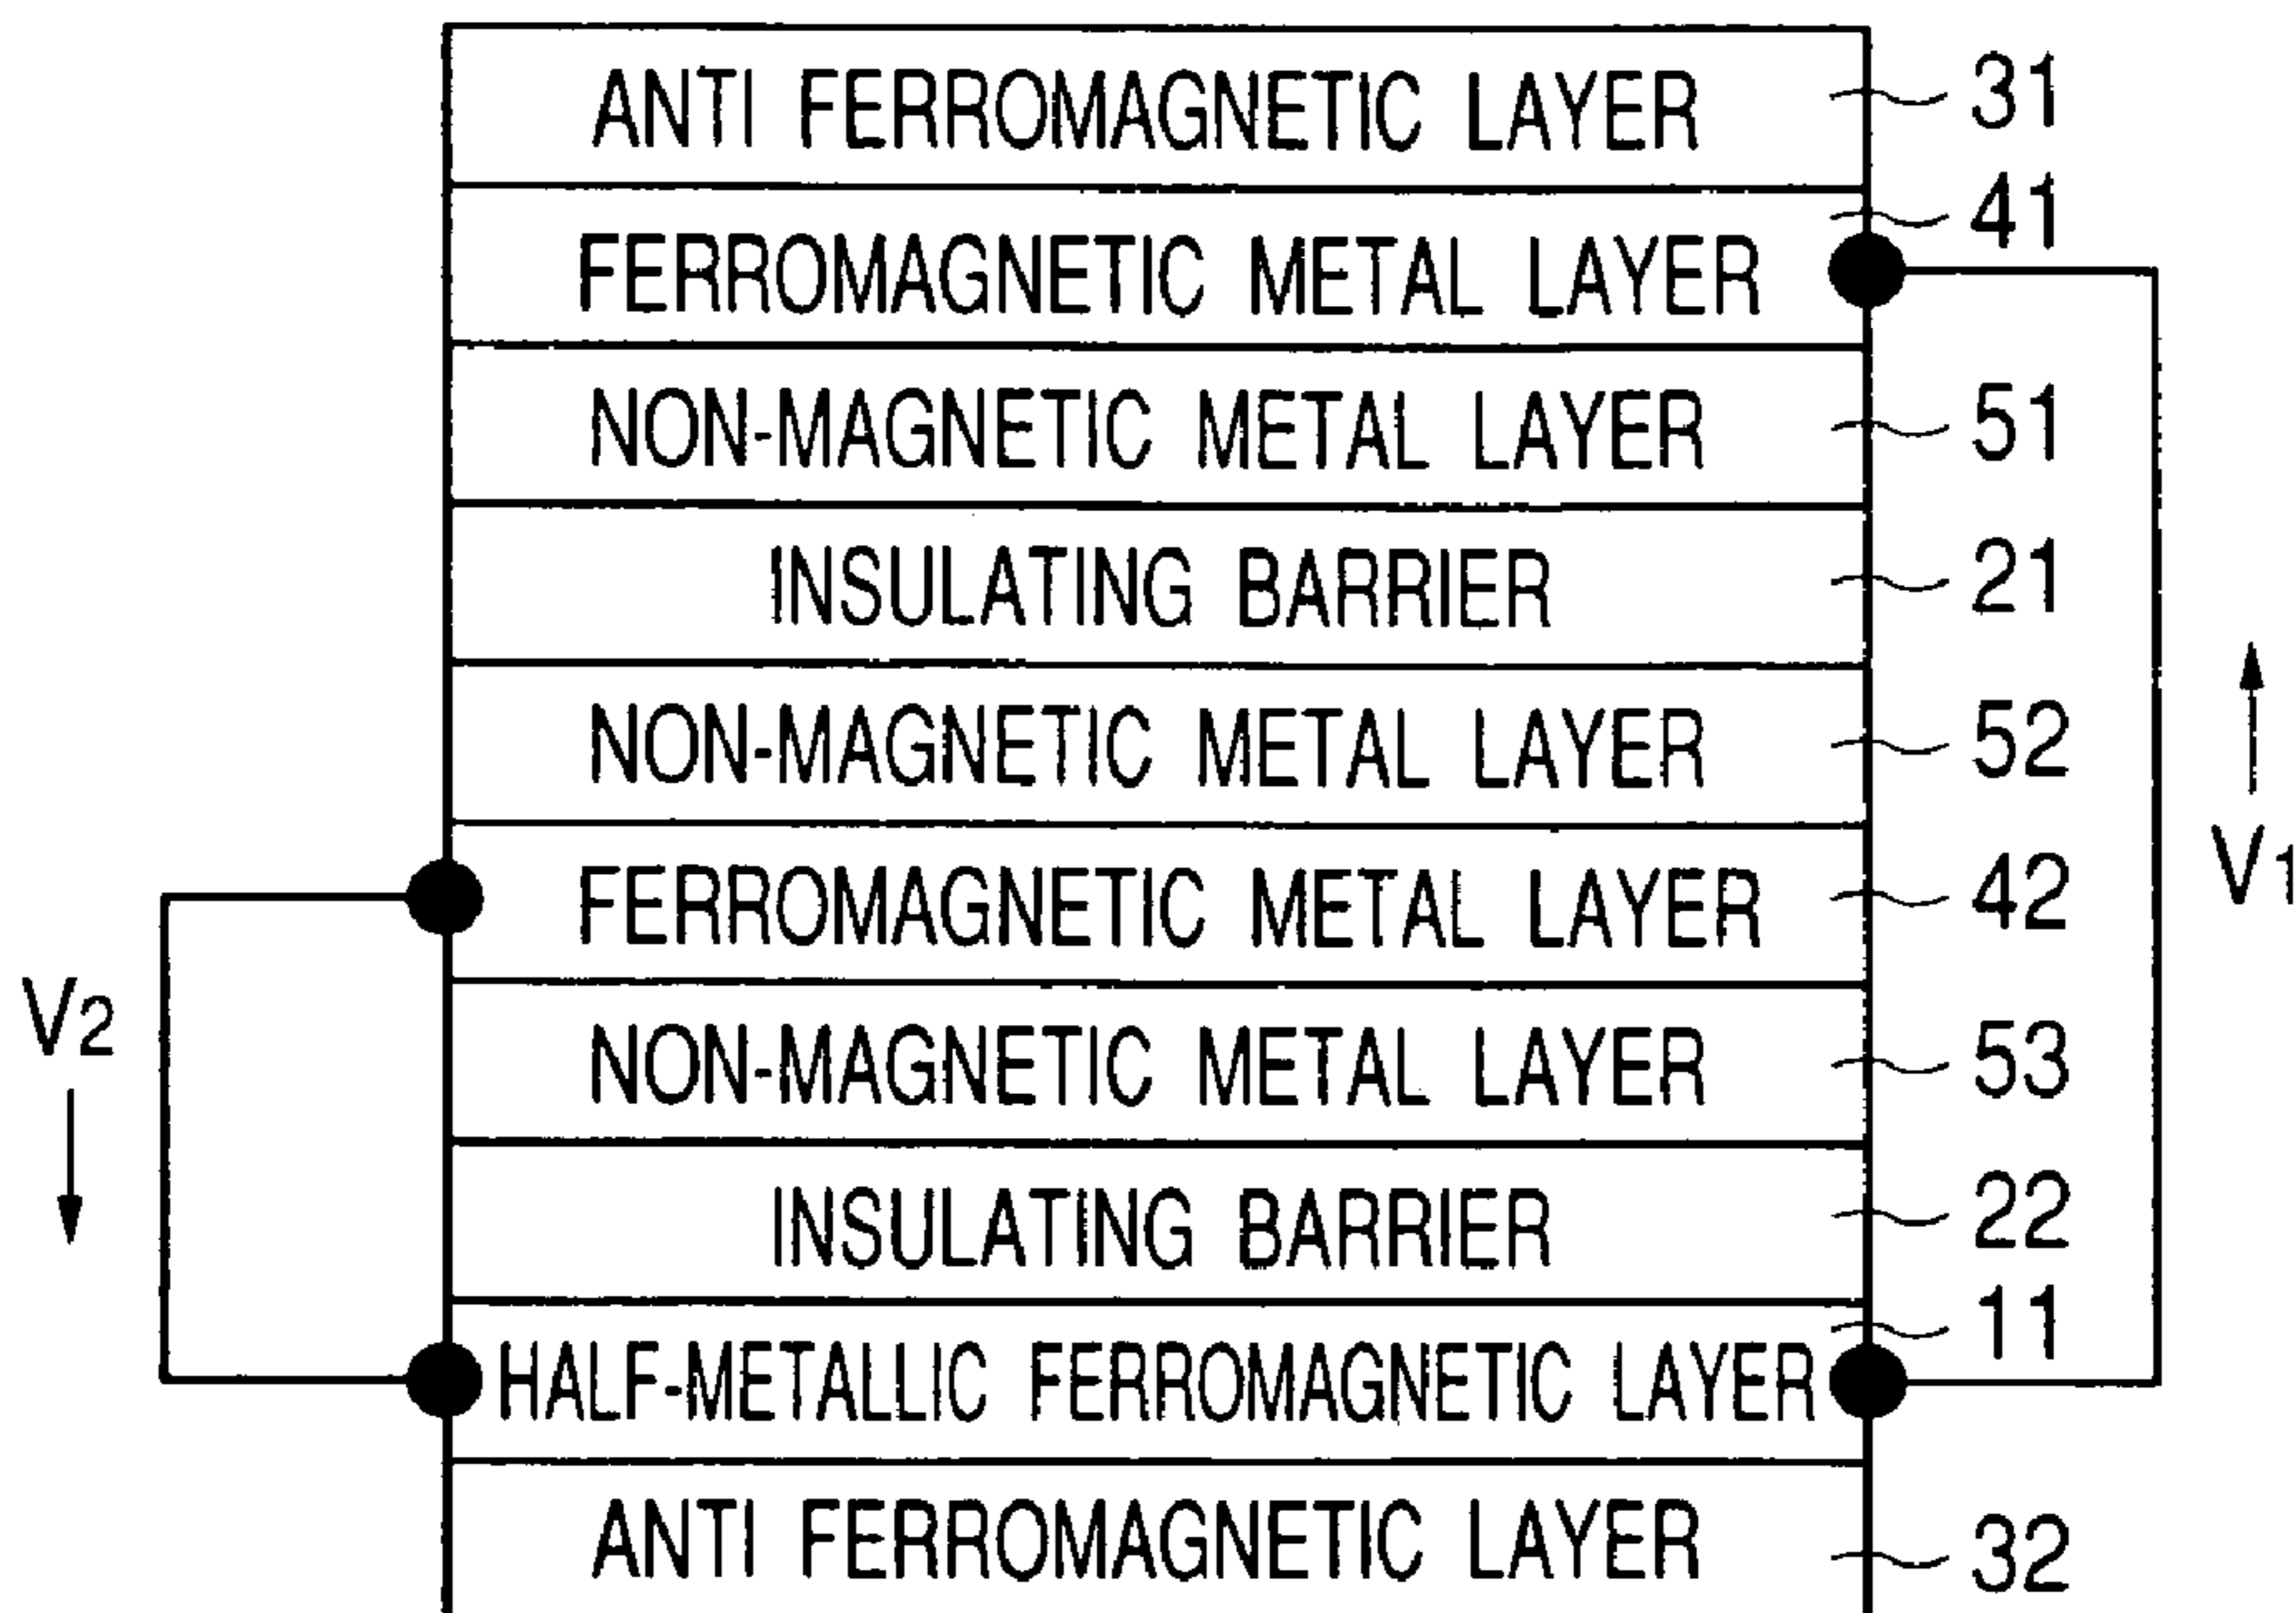 ANTI FERROMAGNETIC LAYER 31
41
FERROMAGNETIC METAL LAYER
NON-MAGNETIC METAL LAYER 51
INSULATING BARRIER 21
NON-MAGNETIC METAL LAYER 52
V1
FERROMAGNETIC METAL LAYER 42
V2
NON-MAGNETIC METAL LAYER 53
INSULATING BARRIER 22
11
HALF-METALLIC FERROMAGNETIC LAYER
ANTI FERROMAGNETIC LAYER 32